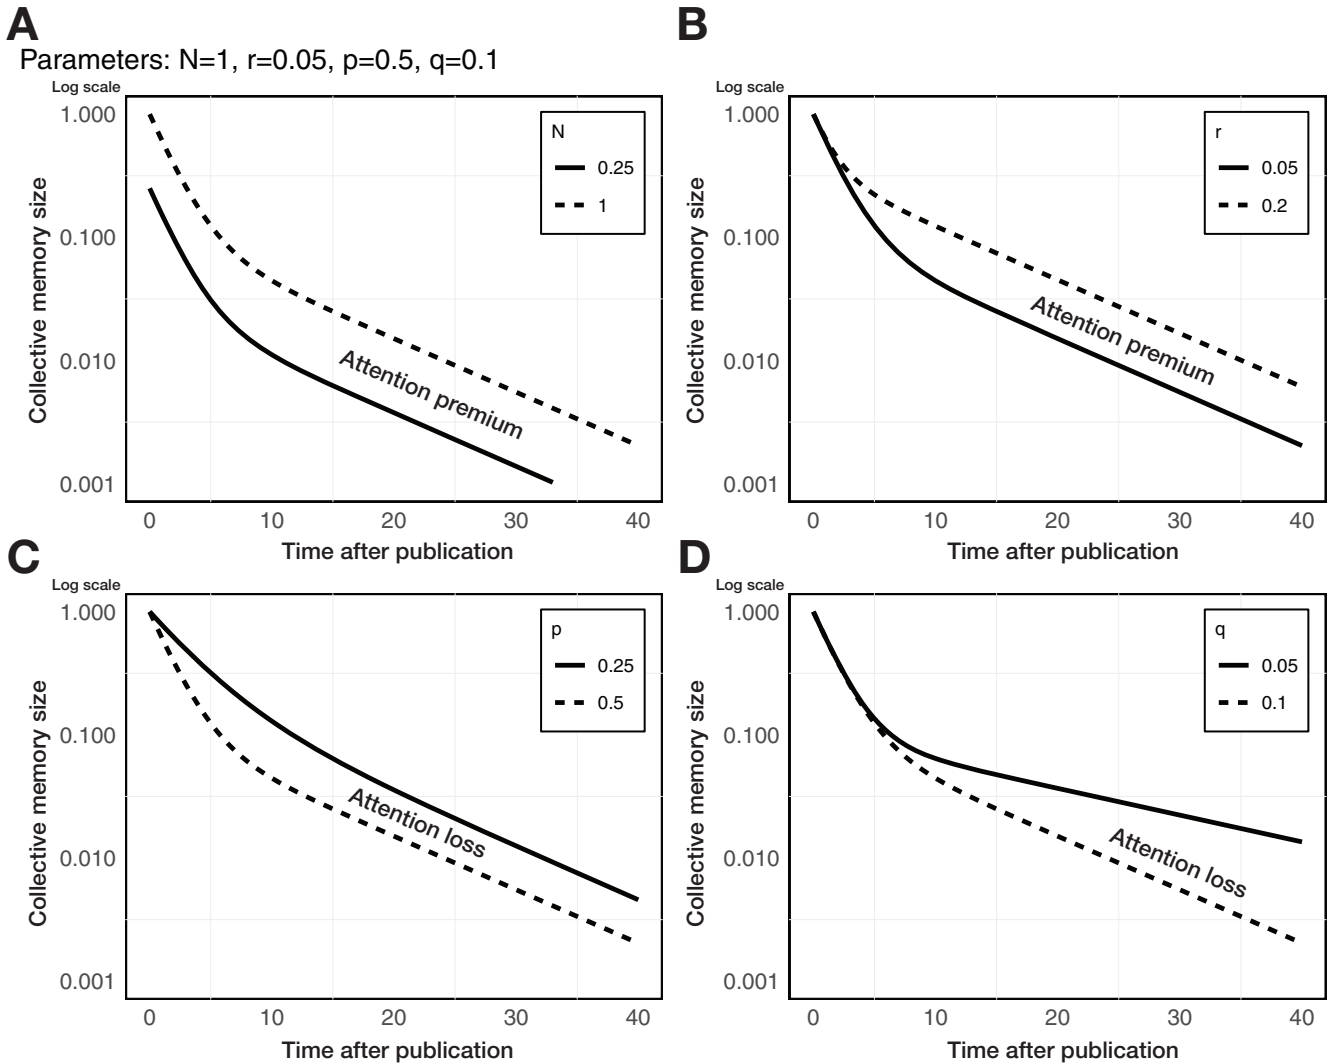 A
Parameters: N=1, r=0.05, p=0.5, q=0.1
Log scale
1.000
0.100
0.010
0.001
Collective memory size
N
0.25
1
Attention premium
0 10 20 30 40
Time after publication
B
Log scale
1.000
0.100
0.010
0.001
Collective memory size
r
0.05
0.2
Attention premium
0 10 20 30 40
Time after publication
C
Log scale
1.000
0.100
0.010
0.001
Collective memory size
p
0.25
0.5
Attention loss
0 10 20 30 40
Time after publication
D
Log scale
1.000
0.100
0.010
0.001
Collective memory size
q
0.05
0.1
Attention loss
0 10 20 30 40
Time after publication